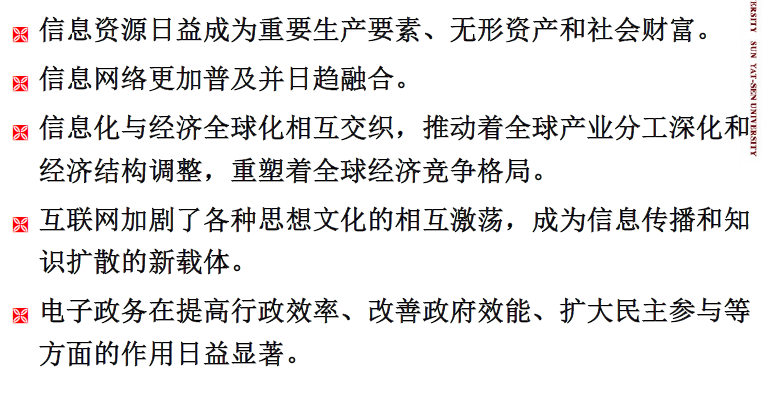 信息资源日益成为重要生产要素、无形资产和社会财富。
信息网络更加普及并日趋融合。
信息化与经济全球化相互交织，推动着全球产业分工深化和
经济结构调整，重塑着全球经济竞争格局。
互联网加剧了各种思想文化的相互激荡，成为信息传播和知
识扩散的新载体。
电子政务在提高行政效率、改善政府效能、扩大民主参与等
方面的作用日益显著。
ERSITY SUN YAT-SEN UNIVERSITY